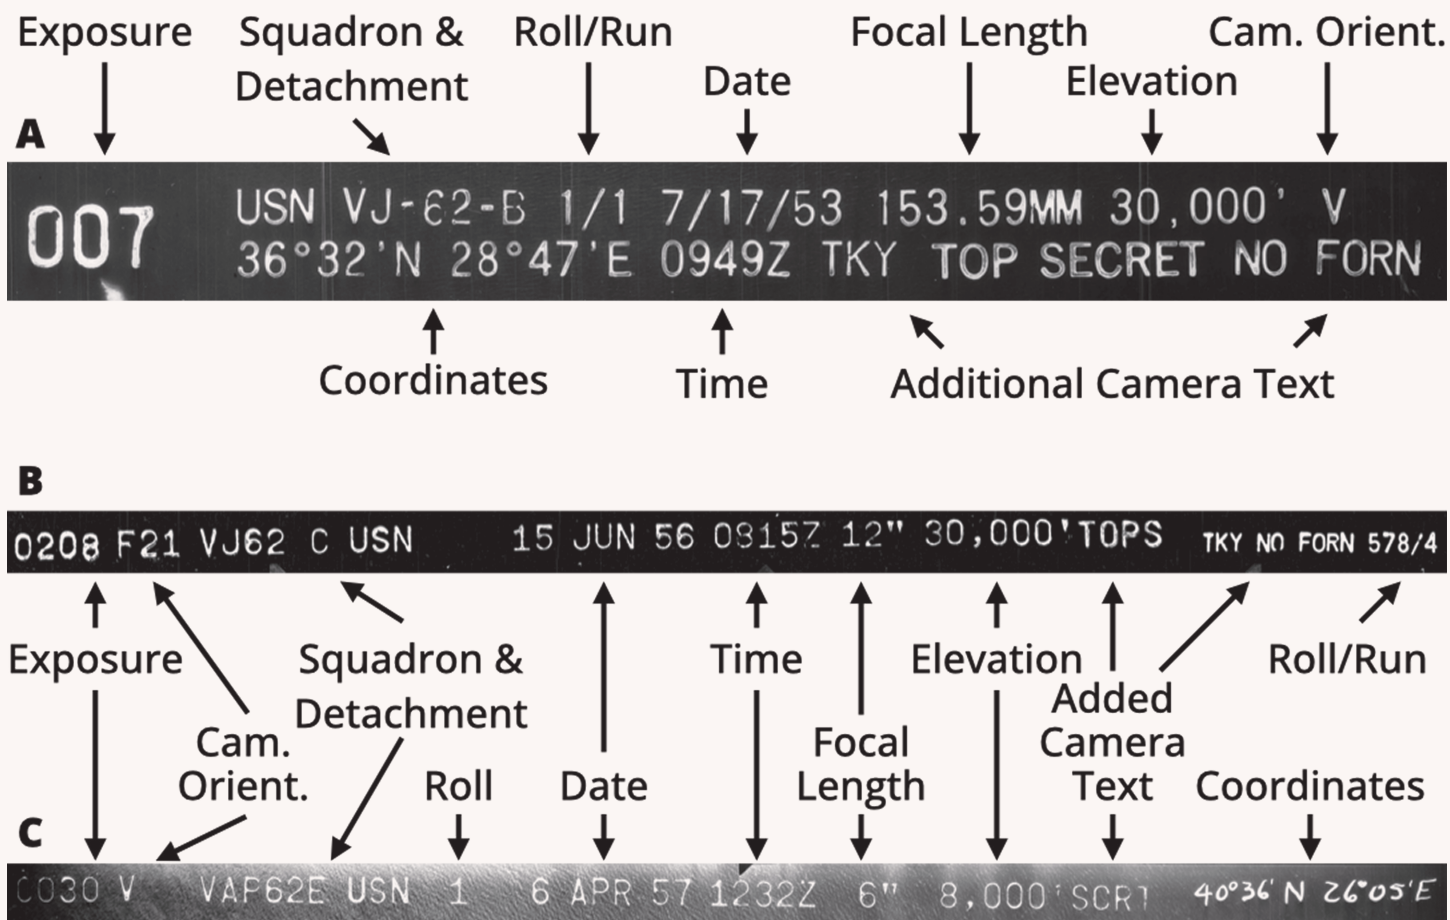 Exposure Squadron & Roll/Run Focal Length Cam. Orient.
Detachment Date Elevation
A
007 USN VJ-62-B 1/1 7/17/53 153.59MM 30,000' V
36°32'N 28°47'E 0949Z TKY TOP SECRET NO FORN
Coordinates Time Additional Camera Text
B
0208 F21 VJ62 C USN 15 JUN 56 0815Z 12" 30,000' TOPS TKY NO FORN 578/4
Exposure Squadron & Time Elevation Roll/Run
Detachment Added
Cam. Focal Camera
Orient. Roll Date Length Text Coordinates
C
0030 V VAP62E USN 1 6 APR 57 1232Z 6" 8,000' SCRT 40°36'N 26°05'E